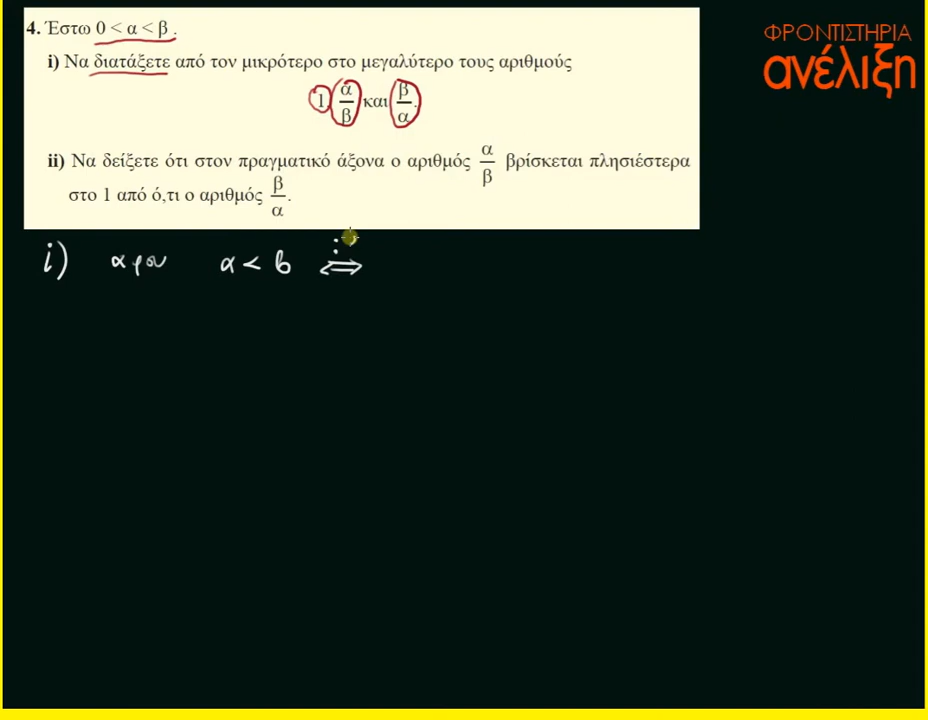 4. Έστω 0 < α < β .
i) Να διατάξετε από τον μικρότερο στο μεγαλύτερο τους αριθμούς
1, α/β και β/α.
ii) Να δείξετε ότι στον πραγματικό άξονα ο αριθμός α/β βρίσκεται πλησιέστερα
στο 1 από ό,τι ο αριθμός β/α.
ΦΡΟΝΤΙΣΤΗΡΙΑ
ανέλιξη
i) αφου α < β ⇔